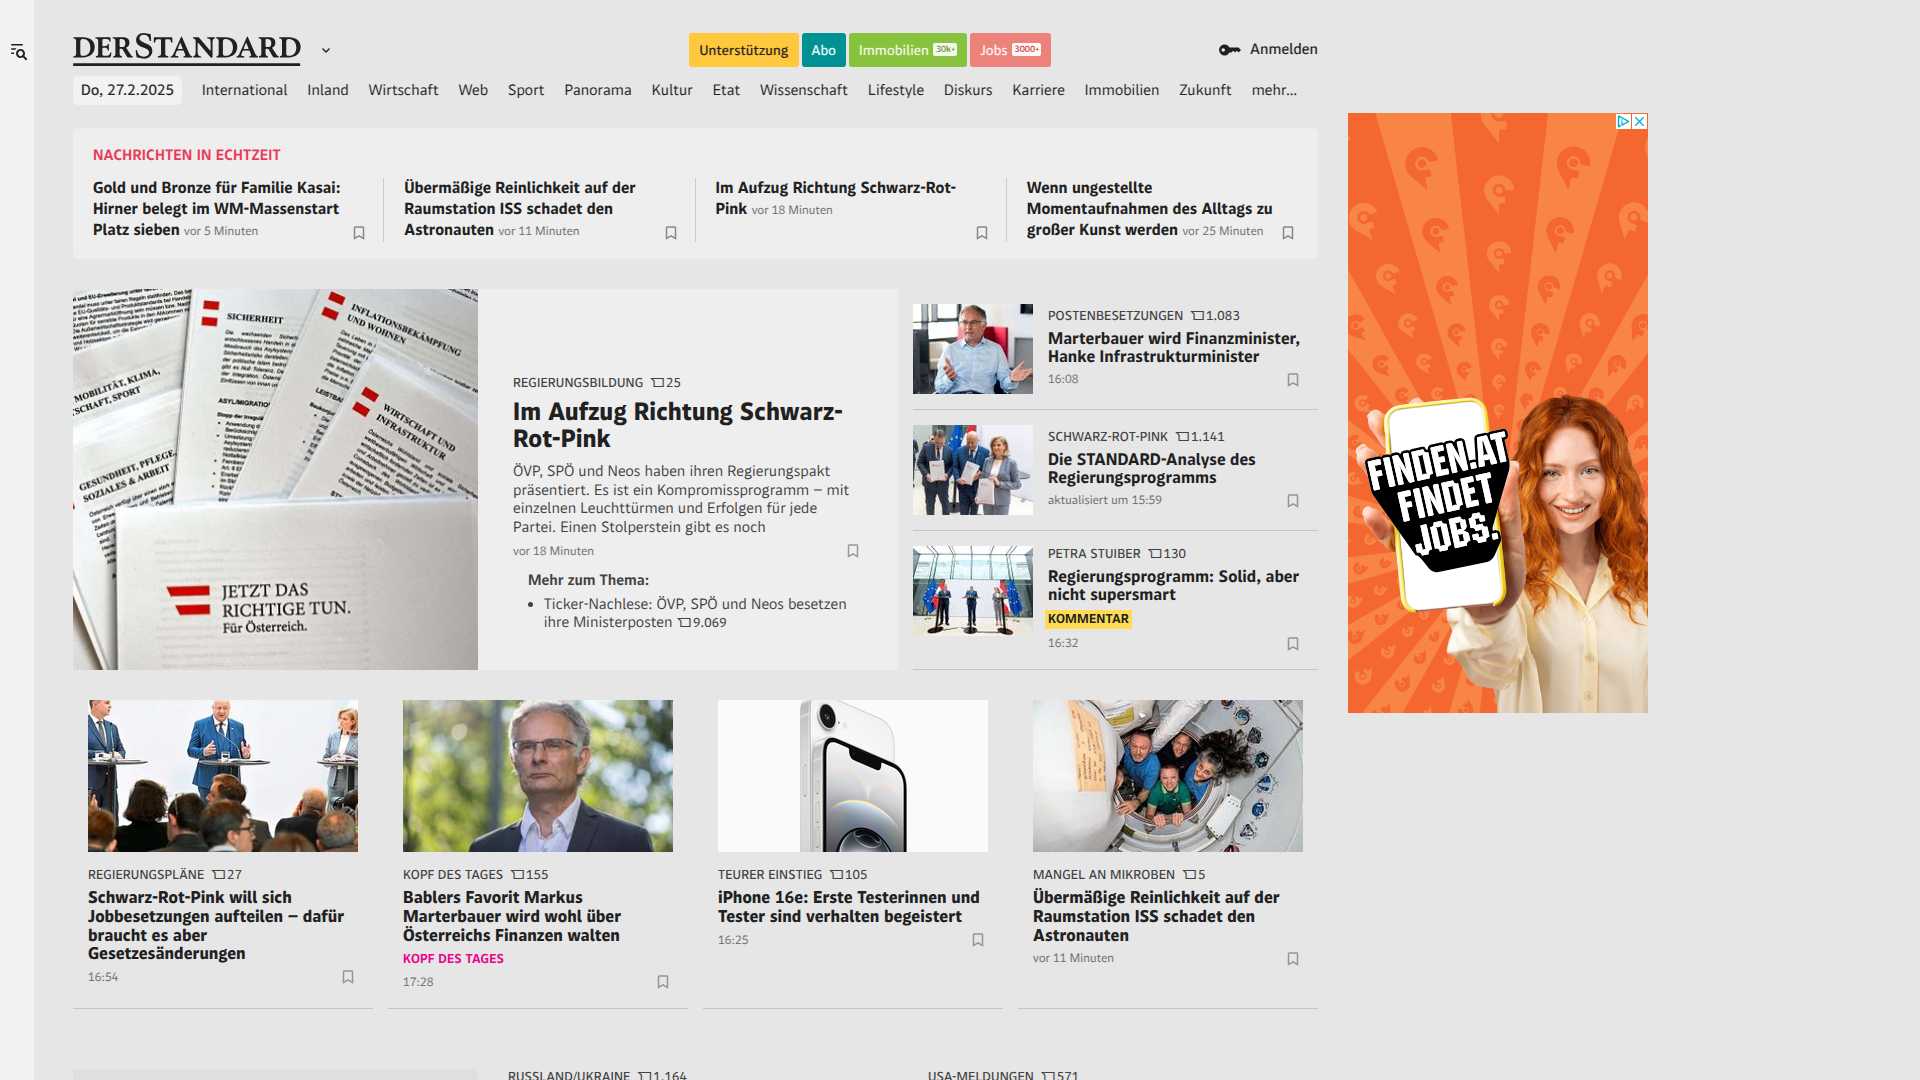 DERSTANDARD
Unterstützung
Abo
Immobilien 30k+
Jobs 3000+
Anmelden
Do, 27.2.2025
International
Inland
Wirtschaft
Web
Sport
Panorama
Kultur
Etat
Wissenschaft
Lifestyle
Diskurs
Karriere
Immobilien
Zukunft
mehr...
NACHRICHTEN IN ECHTZEIT
Gold und Bronze für Familie Kasai:
Hirner belegt im WM-Massenstart
Platz sieben vor 5 Minuten
Übermäßige Reinlichkeit auf der
Raumstation ISS schadet den
Astronauten vor 11 Minuten
Im Aufzug Richtung Schwarz-Rot-
Pink vor 18 Minuten
Wenn ungestellte
Momentaufnahmen des Alltags zu
großer Kunst werden vor 25 Minuten
SICHERHEIT
INFLATIONSBEKÄMPFUNG
UND WOHNEN
MOBILITÄT, KLIMA,
ASYL/MIGRATIO
WIRTSCHAFT UND
INFRASTRUKTUR
GESUNDHEIT, PFLEGE,
SOZIALES & ARBEIT
JETZT DAS
RICHTIGE TUN.
Für Österreich.
REGIERUNGSBILDUNG 25
Im Aufzug Richtung Schwarz-
Rot-Pink
ÖVP, SPÖ und Neos haben ihren Regierungspakt
präsentiert. Es ist ein Kompromissprogramm – mit
einzelnen Leuchttürmen und Erfolgen für jede
Partei. Einen Stolperstein gibt es noch
vor 18 Minuten
Mehr zum Thema:
• Ticker-Nachlese: ÖVP, SPÖ und Neos besetzen
ihre Ministerposten 9.069
POSTENBESETZUNGEN 1.083
Marterbauer wird Finanzminister,
Hanke Infrastrukturminister
16:08
SCHWARZ-ROT-PINK 1.141
Die STANDARD-Analyse des
Regierungsprogramms
aktualisiert um 15:59
PETRA STUIBER 130
Regierungsprogramm: Solid, aber
nicht supersmart
KOMMENTAR
16:32
FINDEN.AT
FINDET
JOBS.
REGIERUNGSPLÄNE 27
Schwarz-Rot-Pink will sich
Jobbesetzungen aufteilen – dafür
braucht es aber
Gesetzesänderungen
16:54
KOPF DES TAGES 155
Bablers Favorit Markus
Marterbauer wird wohl über
Österreichs Finanzen walten
KOPF DES TAGES
17:28
TEURER EINSTIEG 105
iPhone 16e: Erste Testerinnen und
Tester sind verhalten begeistert
16:25
MANGEL AN MIKROBEN 5
Übermäßige Reinlichkeit auf der
Raumstation ISS schadet den
Astronauten
vor 11 Minuten
RUSSLAND/UKRAINE 1.164
USA-MELDUNGEN 571